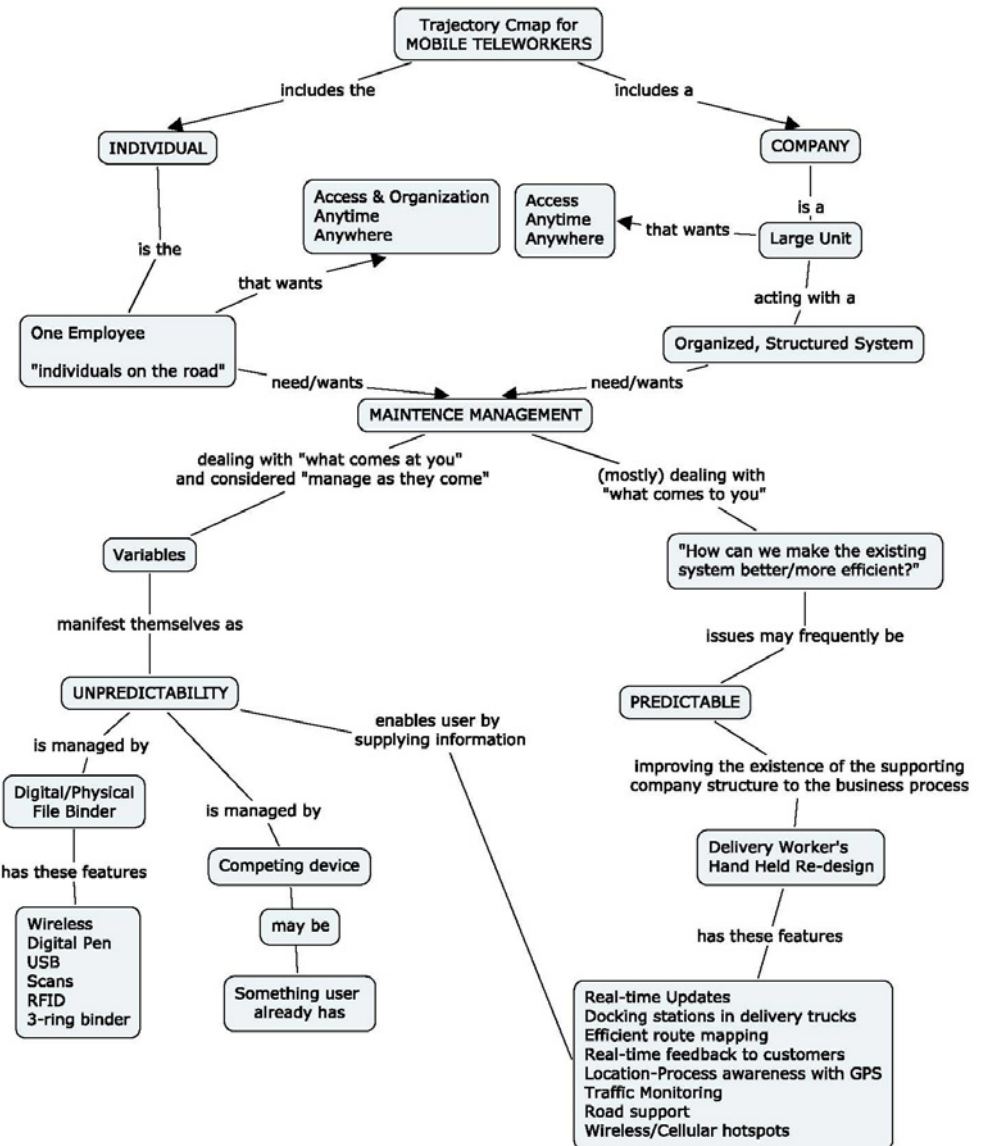 Trajectory Cmap for
MOBILE TELEWORKERS
includes the
includes a
INDIVIDUAL
COMPANY
is the
is a
Access & Organization
Anytime
Anywhere
Access
Anytime
Anywhere
that wants
Large Unit
that wants
acting with a
One Employee
"individuals on the road"
Organized, Structured System
need/wants
need/wants
MAINTENCE MANAGEMENT
dealing with "what comes at you"
and considered "manage as they come"
(mostly) dealing with
"what comes to you"
Variables
"How can we make the existing
system better/more efficient?"
manifest themselves as
issues may frequently be
UNPREDICTABILITY
PREDICTABLE
is managed by
enables user by
supplying information
improving the existence of the supporting
company structure to the business process
Digital/Physical
File Binder
is managed by
Delivery Worker's
Hand Held Re-design
has these features
Competing device
may be
has these features
Wireless
Digital Pen
USB
Scans
RFID
3-ring binder
Something user
already has
Real-time Updates
Docking stations in delivery trucks
Efficient route mapping
Real-time feedback to customers
Location-Process awareness with GPS
Traffic Monitoring
Road support
Wireless/Cellular hotspots